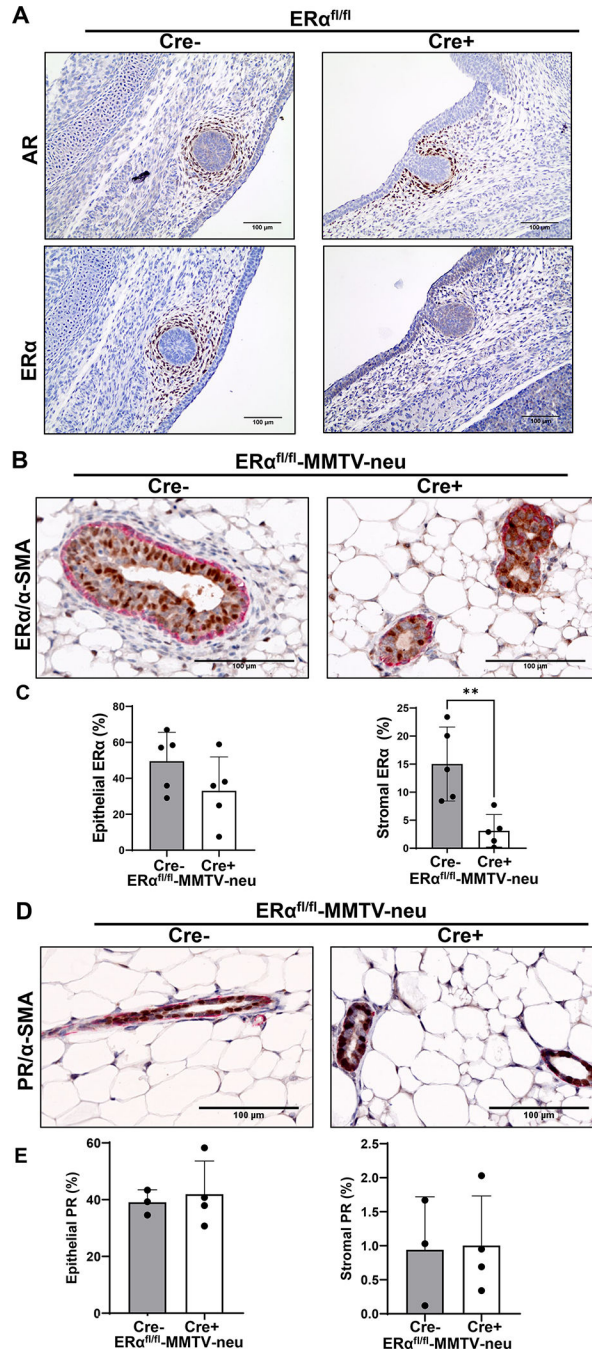 A
ERαfl/fl
Cre- Cre+
AR
100 µm 100 µm
ERα
100 µm 100 µm
B
ERαfl/fl-MMTV-neu
Cre- Cre+
ERα/α-SMA
100 µm 100 µm
C
Epithelial ERα (%)
80
60
40
20
0
Cre- Cre+
ERαfl/fl-MMTV-neu
Stromal ERα (%)
**
25
20
15
10
5
0
Cre- Cre+
ERαfl/fl-MMTV-neu
D
ERαfl/fl-MMTV-neu
Cre- Cre+
PR/α-SMA
100 µm 100 µm
E
Epithelial PR (%)
60
40
20
0
Cre- Cre+
ERαfl/fl-MMTV-neu
Stromal PR (%)
2.5
2.0
1.5
1.0
0.5
0.0
Cre- Cre+
ERαfl/fl-MMTV-neu